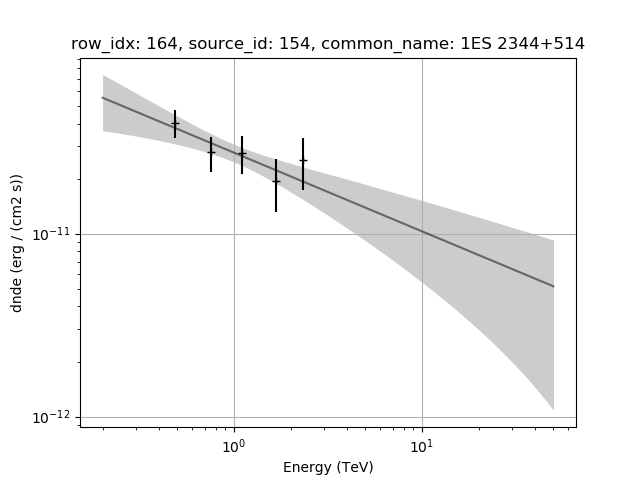 row_idx: 164, source_id: 154, common_name: 1ES 2344+514
dnde (erg / (cm2 s))
10⁻¹¹
10⁻¹²
10⁰
10¹
Energy (TeV)